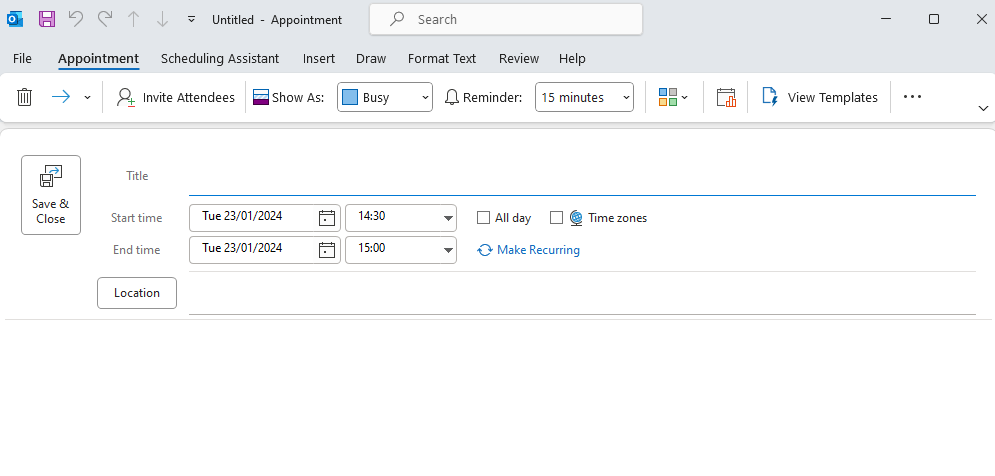 Untitled - Appointment
Search
File Appointment Scheduling Assistant Insert Draw Format Text Review Help
Invite Attendees Show As: Busy Reminder: 15 minutes View Templates
Save & Close
Title
Start time Tue 23/01/2024 14:30 All day Time zones
End time Tue 23/01/2024 15:00 Make Recurring
Location